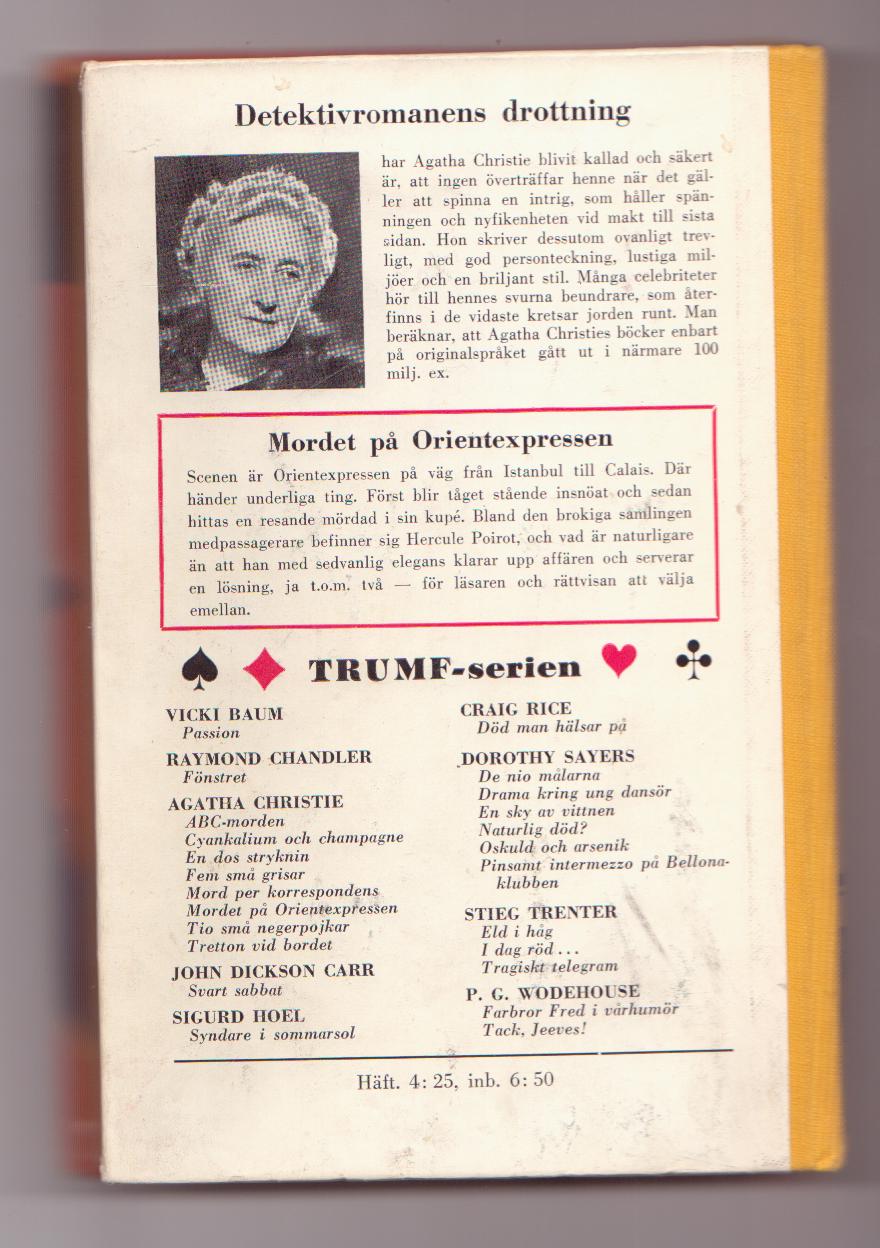 Detektivromanens drottning
har Agatha Christie blivit kallad och säkert
är, att ingen överträffar henne när det gäl-
ler att spinna en intrig, som håller spän-
ningen och nyfikenheten vid makt till sista
sidan. Hon skriver dessutom ovanligt trev-
ligt, med god personteckning, lustiga mil-
jöer och en briljant stil. Många celebriteter
hör till hennes svurna beundrare, som åter-
finns i de vidaste kretsar jorden runt. Man
beräknar, att Agatha Christies böcker enbart
på originalspråket gått ut i närmare 100
milj. ex.
Mordet på Orientexpressen
Scenen är Orientexpressen på väg från Istanbul till Calais. Där
händer underliga ting. Först blir tåget stående insnöat och sedan
hittas en resande mördad i sin kupé. Bland den brokiga samlingen
medpassagerare befinner sig Hercule Poirot, och vad är naturligare
än att han med sedvanlig elegans klarar upp affären och serverar
en lösning, ja t.o.m. två — för läsaren och rättvisan att välja
emellan.
TRUMF-serien
VICKI BAUM
Passion
RAYMOND CHANDLER
Fönstret
AGATHA CHRISTIE
ABC-morden
Cyankalium och champagne
En dos stryknin
Fem små grisar
Mord per korrespondens
Mordet på Orientexpressen
Tio små negerpojkar
Tretton vid bordet
JOHN DICKSON CARR
Svart sabbat
SIGURD HOEL
Syndare i sommarsol
CRAIG RICE
Död man hälsar på
DOROTHY SAYERS
De nio målarna
Drama kring ung dansör
En sky av vittnen
Naturlig död?
Oskuld och arsenik
Pinsamt intermezzo på Bellona-
klubben
STIEG TRENTER
Eld i håg
I dag röd...
Tragiskt telegram
P. G. WODEHOUSE
Farbror Fred i vårhumör
Tack, Jeeves!
Häft. 4: 25, inb. 6: 50